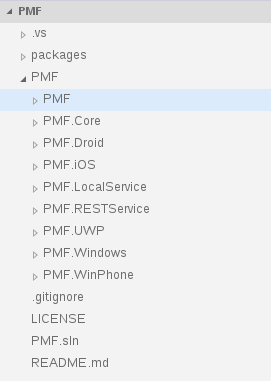 PMF
.vs
packages
PMF
PMF
PMF.Core
PMF.Droid
PMF.iOS
PMF.LocalService
PMF.RESTService
PMF.UWP
PMF.Windows
PMF.WinPhone
.gitignore
LICENSE
PMF.sln
README.md